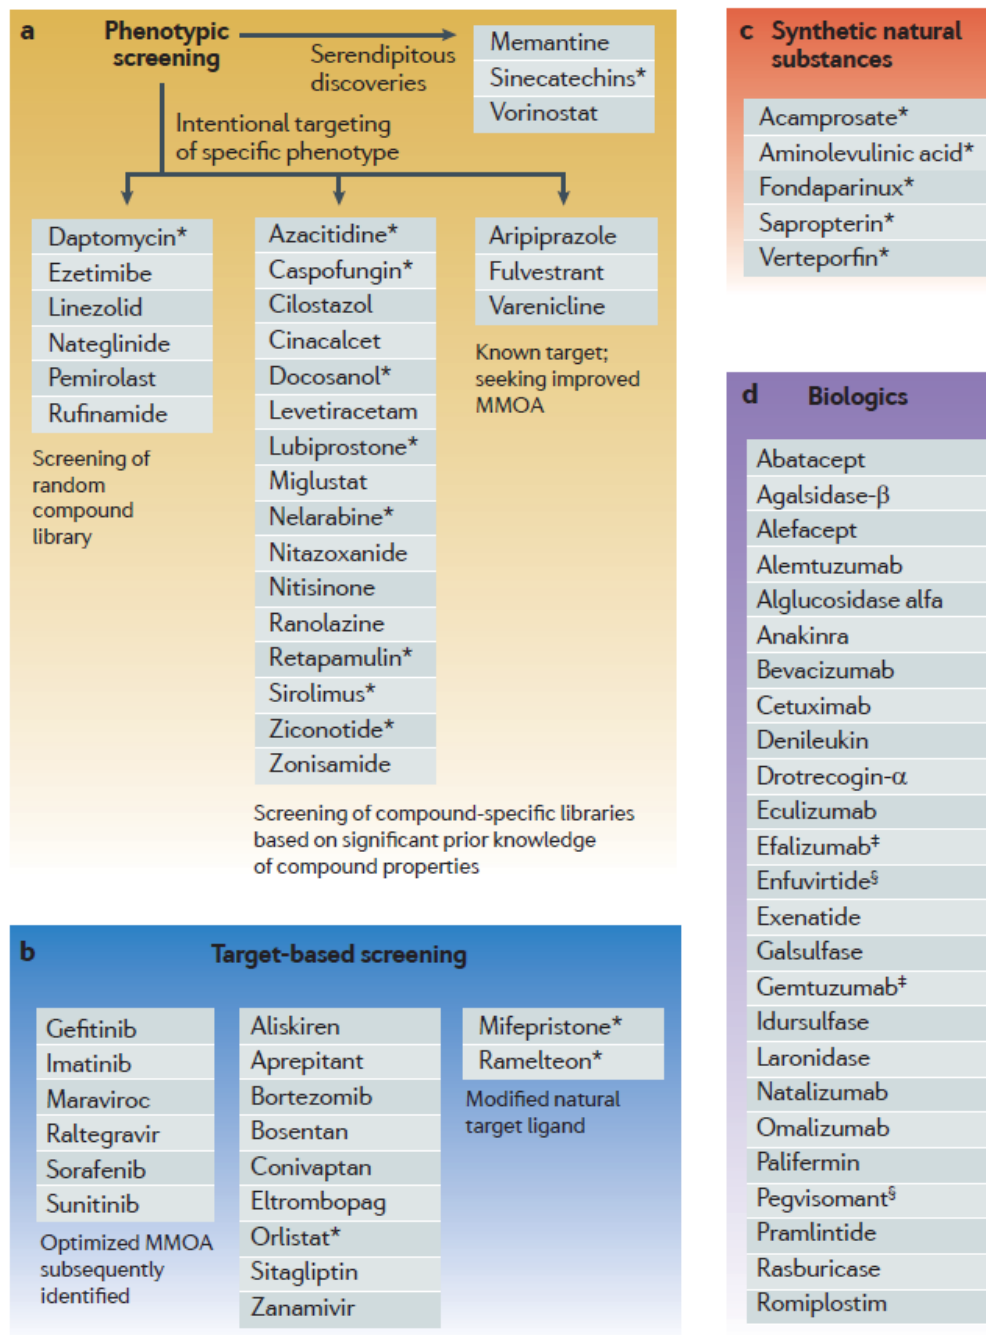 a Phenotypic
screening
Serendipitous
discoveries
Memantine
Sinecatechins*
Vorinostat
Intentional targeting
of specific phenotype
Daptomycin*
Ezetimibe
Linezolid
Nateglinide
Pemirolast
Rufinamide
Screening of
random
compound
library
Azacitidine*
Caspofungin*
Cilostazol
Cinacalcet
Docosanol*
Levetiracetam
Lubiprostone*
Miglustat
Nelarabine*
Nitazoxanide
Nitisinone
Ranolazine
Retapamulin*
Sirolimus*
Ziconotide*
Zonisamide
Screening of compound-specific libraries
based on significant prior knowledge
of compound properties
Aripiprazole
Fulvestrant
Varenicline
Known target;
seeking improved
MMOA
b Target-based screening
Gefitinib
Imatinib
Maraviroc
Raltegravir
Sorafenib
Sunitinib
Optimized MMOA
subsequently
identified
Aliskiren
Aprepitant
Bortezomib
Bosentan
Conivaptan
Eltrombopag
Orlistat*
Sitagliptin
Zanamivir
Mifepristone*
Ramelteon*
Modified natural
target ligand
c Synthetic natural
substances
Acamprosate*
Aminolevulinic acid*
Fondaparinux*
Sapropterin*
Verteporfin*
d Biologics
Abatacept
Agalsidase-β
Alefacept
Alemtuzumab
Alglucosidase alfa
Anakinra
Bevacizumab
Cetuximab
Denileukin
Drotrecogin-α
Eculizumab
Efalizumab‡
Enfuvirtide§
Exenatide
Galsulfase
Gemtuzumab‡
Idursulfase
Laronidase
Natalizumab
Omalizumab
Palifermin
Pegvisomant§
Pramlintide
Rasburicase
Romiplostim